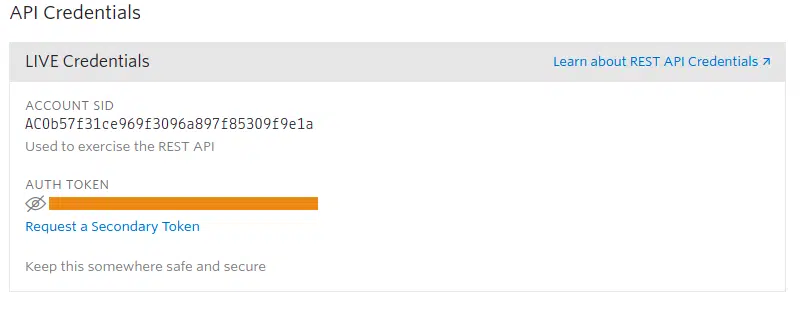 API Credentials
LIVE Credentials
Learn about REST API Credentials ↗
ACCOUNT SID
AC0b57f31ce969f3096a897f85309f9e1a
Used to exercise the REST API
AUTH TOKEN
Request a Secondary Token
Keep this somewhere safe and secure